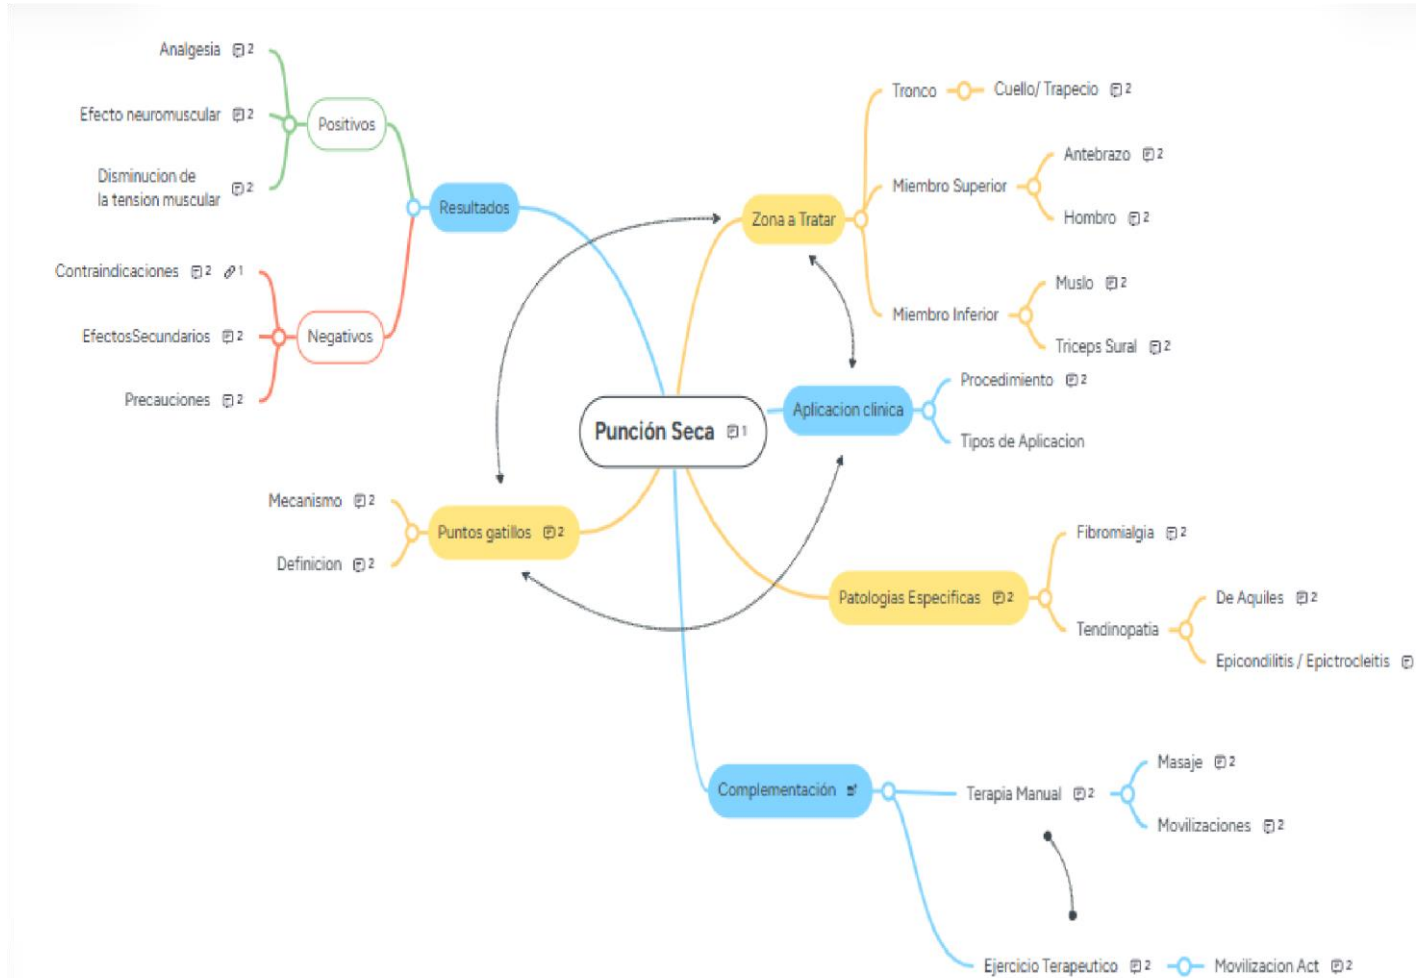 Analgesia 2
Efecto neuromuscular 2
Disminucion de
la tension muscular 2
Positivos
Resultados
Contraindicaciones 2 1
EfectosSecundarios 2
Precauciones 2
Negativos
Tronco
Cuello/ Trapecio 2
Miembro Superior
Antebrazo 2
Hombro 2
Zona a Tratar
Miembro Inferior
Muslo 2
Triceps Sural 2
Punción Seca 1
Aplicacion clinica
Procedimiento 2
Tipos de Aplicacion
Mecanismo 2
Definicion 2
Puntos gatillos 2
Patologias Especificas 2
Fibromialgia 2
Tendinopatia
De Aquiles 2
Epicondilitis / Epictrocleitis
Complementación
Terapia Manual 2
Masaje 2
Movilizaciones 2
Ejercicio Terapeutico 2
Movilizacion Act 2